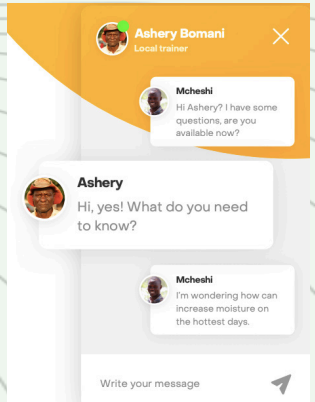 Ashery Bomani
Local trainer
Mcheshi
Hi Ashery? I have some
questions, are you
available now?
Ashery
Hi, yes! What do you need
to know?
Mcheshi
I'm wondering how can
increase moisture on
the hottest days.
Write your message